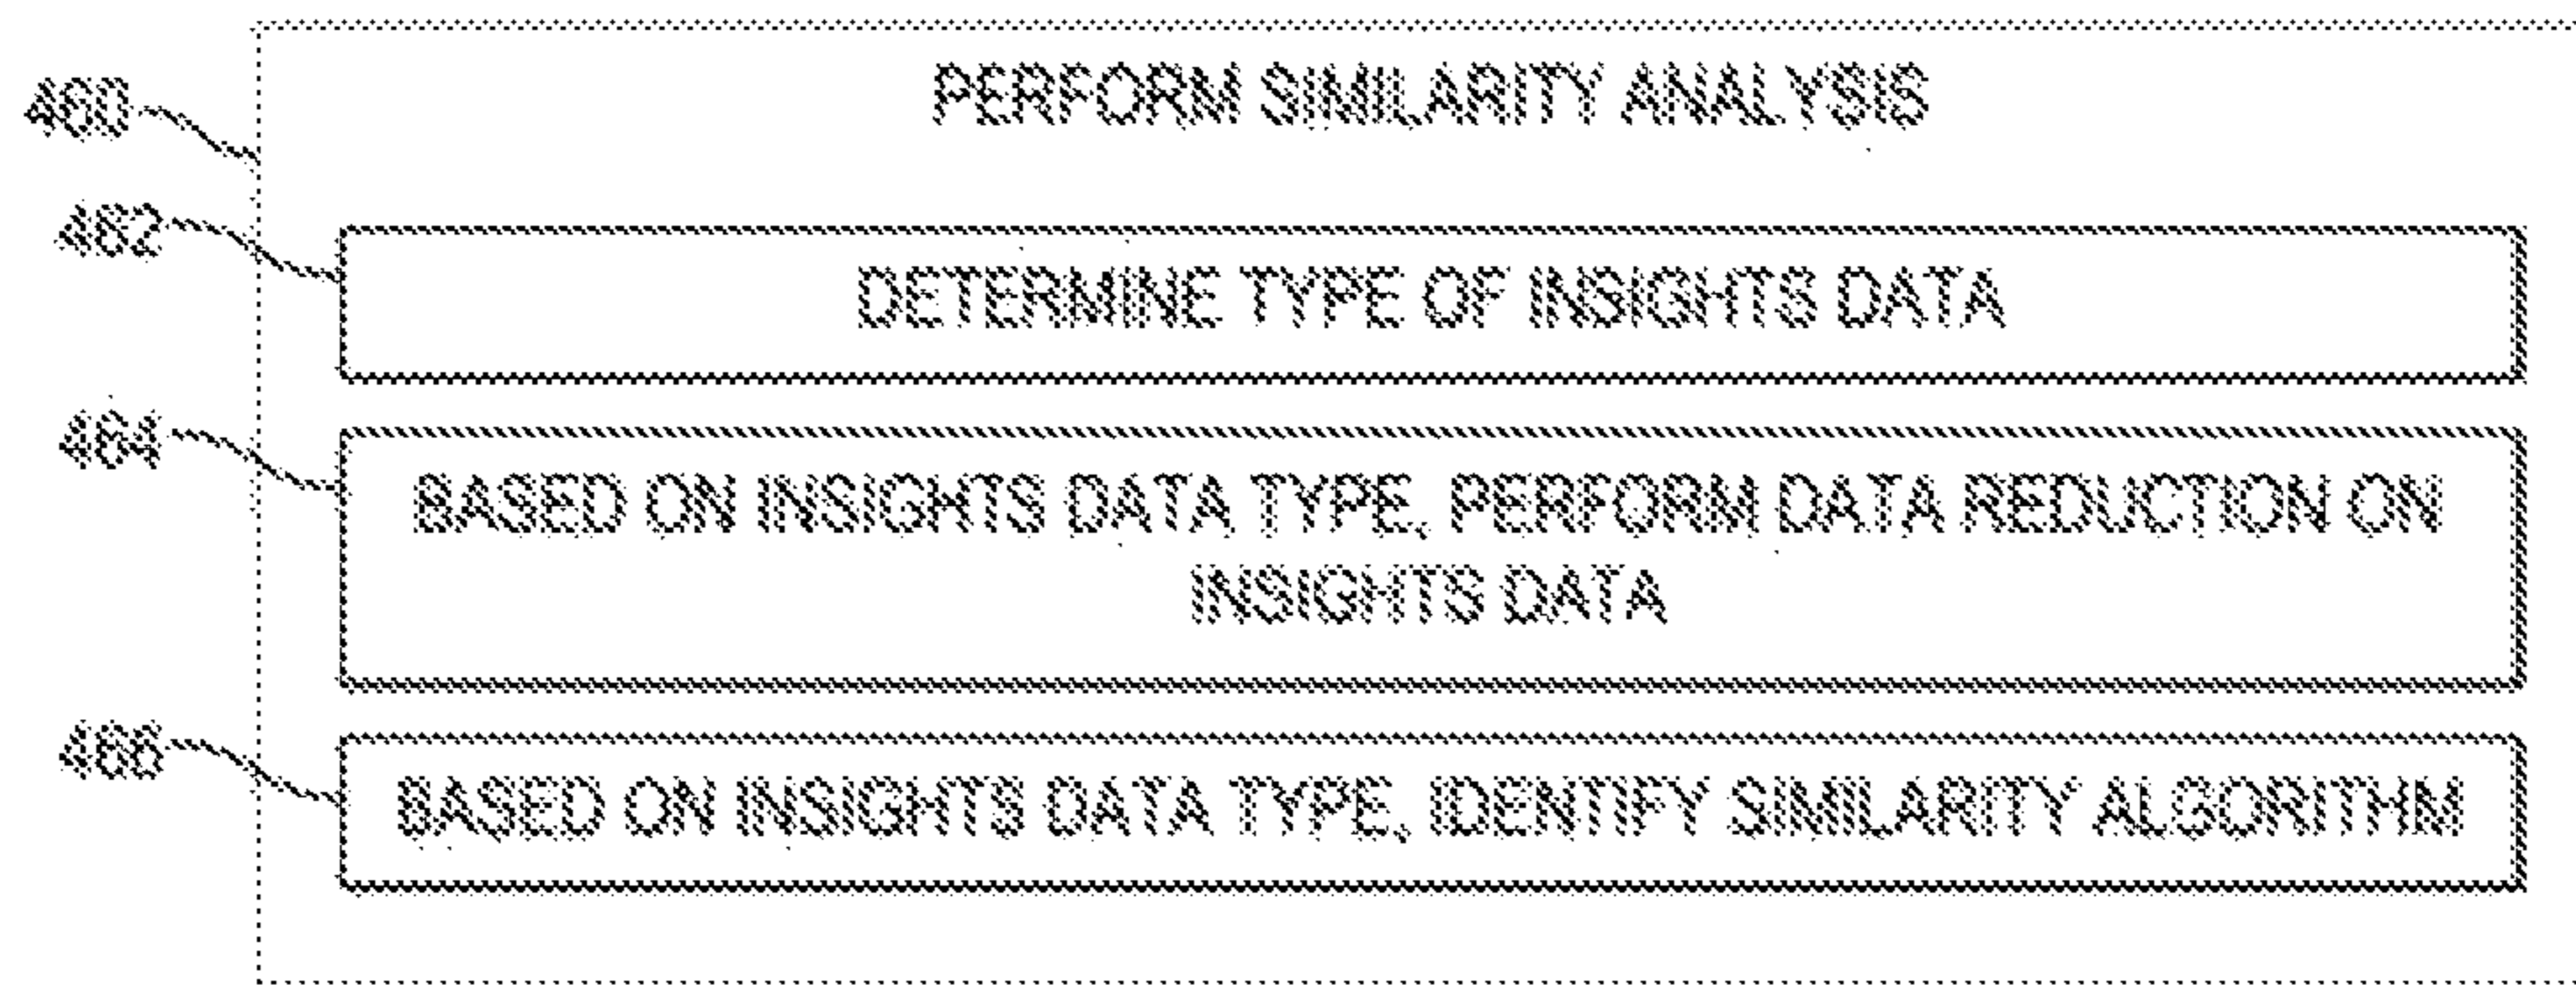 460
PERFORM SIMILARITY ANALYSIS
462
DETERMINE TYPE OF INSIGHTS DATA
464
BASED ON INSIGHTS DATA TYPE, PERFORM DATA REDUCTION ON
INSIGHTS DATA
466
BASED ON INSIGHTS DATA TYPE, IDENTIFY SIMILARITY ALGORITHM